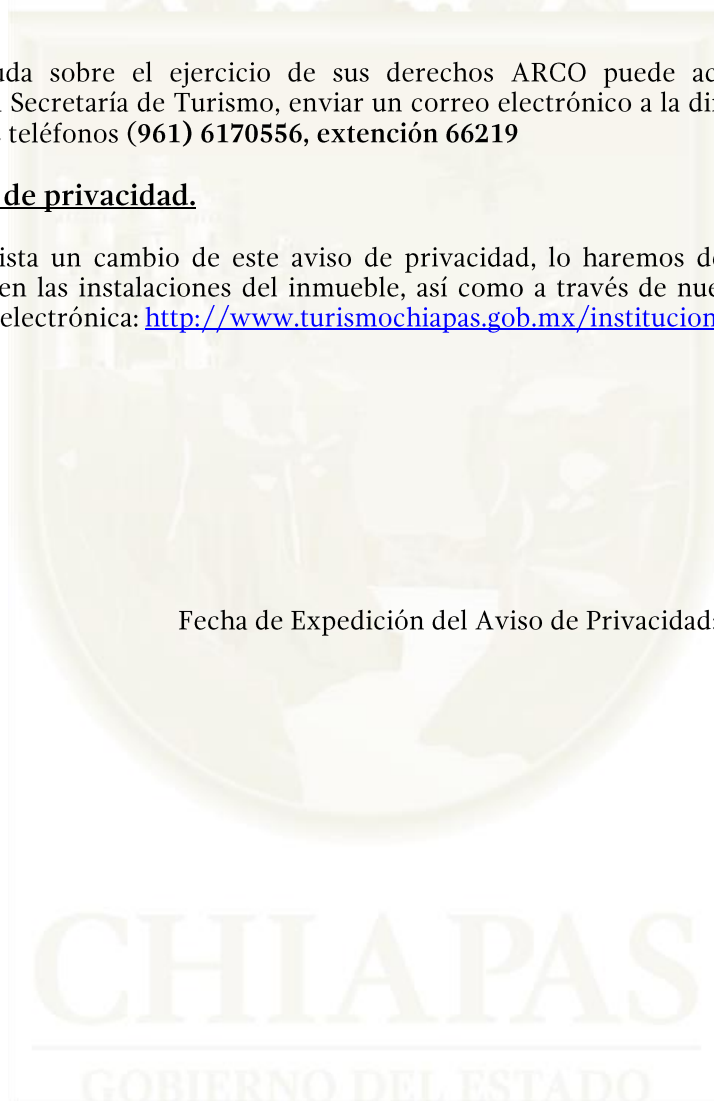 uda sobre el ejercicio de sus derechos ARCO puede ac
Secretaría de Turismo, enviar un correo electrónico a la di
teléfonos (961) 6170556, extención 66219
de privacidad.
ista un cambio de este aviso de privacidad, lo haremos d
en las instalaciones del inmueble, así como a través de nue
electrónica: http://www.turismochiapas.gob.mx/institucion
Fecha de Expedición del Aviso de Privacidad:
CHIAPAS
GOBIERNO DEL ESTADO